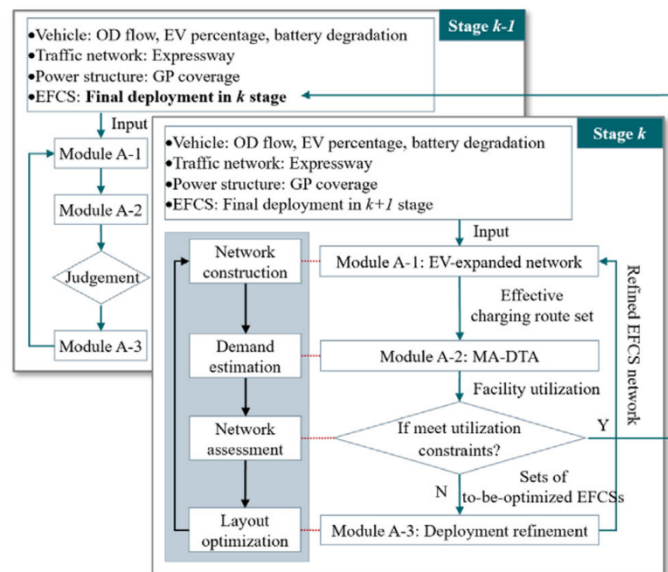 Stage k-1
•Vehicle: OD flow, EV percentage, battery degradation
•Traffic network: Expressway
•Power structure: GP coverage
•EFCS: Final deployment in k stage
Input
Module A-1
Module A-2
Judgement
Module A-3
Stage k
•Vehicle: OD flow, EV percentage, battery degradation
•Traffic network: Expressway
•Power structure: GP coverage
•EFCS: Final deployment in k+1 stage
Input
Network
construction
Module A-1: EV-expanded network
Effective
charging route set
Demand
estimation
Module A-2: MA-DTA
Facility utilization
Network
assessment
If meet utilization
constraints?
Y
N
Sets of
to-be-optimized EFCSs
Layout
optimization
Module A-3: Deployment refinement
Refined EFCS
network